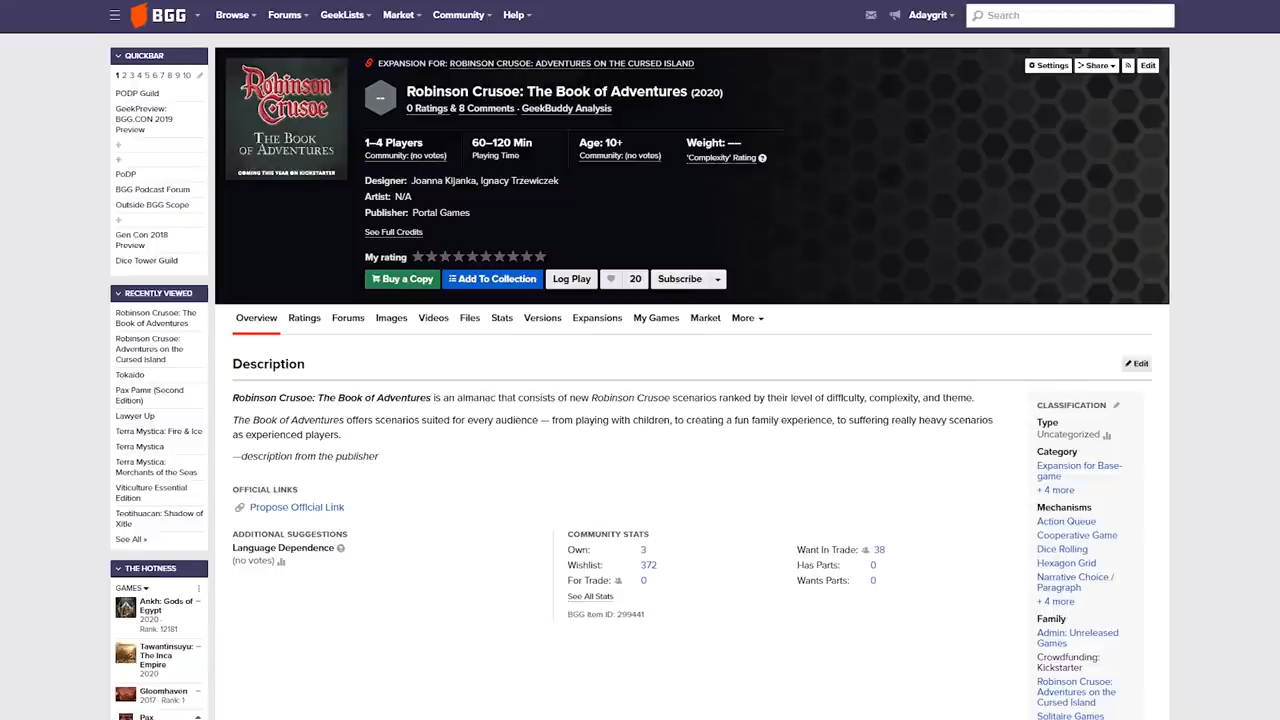 BGG
Browse
Forums
GeekLists
Market
Community
Help
Adaygrit
Search
QUICKBAR
1 2 3 4 5 6 7 8 9 10
PODP Guild
GeekPreview:
BGG.CON 2019
Preview
PoDP
BGG Podcast Forum
Outside BGG Scope
Gen Con 2018
Preview
Dice Tower Guild
RECENTLY VIEWED
Robinson Crusoe: The
Book of Adventures
Robinson Crusoe:
Adventures on the
Cursed Island
Tokaido
Pax Pamir (Second
Edition)
Lawyer Up
Terra Mystica: Fire & Ice
Terra Mystica
Terra Mystica:
Merchants of the Seas
Viticulture Essential
Edition
Teotihuacan: Shadow of
Xitle
See All »
THE HOTNESS
GAMES
Ankh: Gods of
Egypt
2020
Rank: 12181
Tawantinsuyu:
The Inca
Empire
2020
Gloomhaven
2017 · Rank: 1
Pax
Robinson
Crusoe
THE BOOK
OF ADVENTURES
COMING THIS YEAR ON KICKSTARTER
EXPANSION FOR: ROBINSON CRUSOE: ADVENTURES ON THE CURSED ISLAND
Settings
Share
Edit
--
Robinson Crusoe: The Book of Adventures (2020)
0 Ratings & 8 Comments · GeekBuddy Analysis
1–4 Players
Community: (no votes)
60–120 Min
Playing Time
Age: 10+
Community: (no votes)
Weight: ––
'Complexity' Rating
Designer: Joanna Kijanka, Ignacy Trzewiczek
Artist: N/A
Publisher: Portal Games
See Full Credits
My rating
Buy a Copy
Add To Collection
Log Play
20
Subscribe
Overview
Ratings
Forums
Images
Videos
Files
Stats
Versions
Expansions
My Games
Market
More
Description
Edit
Robinson Crusoe: The Book of Adventures is an almanac that consists of new Robinson Crusoe scenarios ranked by their level of difficulty, complexity, and theme.
The Book of Adventures offers scenarios suited for every audience — from playing with children, to creating a fun family experience, to suffering really heavy scenarios
as experienced players.
—description from the publisher
OFFICIAL LINKS
Propose Official Link
ADDITIONAL SUGGESTIONS
Language Dependence
(no votes)
COMMUNITY STATS
Own: 3
Wishlist: 372
For Trade: 0
See All Stats
BGG Item ID: 299441
Want In Trade: 38
Has Parts: 0
Wants Parts: 0
CLASSIFICATION
Type
Uncategorized
Category
Expansion for Base-
game
+ 4 more
Mechanisms
Action Queue
Cooperative Game
Dice Rolling
Hexagon Grid
Narrative Choice /
Paragraph
+ 4 more
Family
Admin: Unreleased
Games
Crowdfunding:
Kickstarter
Robinson Crusoe:
Adventures on the
Cursed Island
Solitaire Games